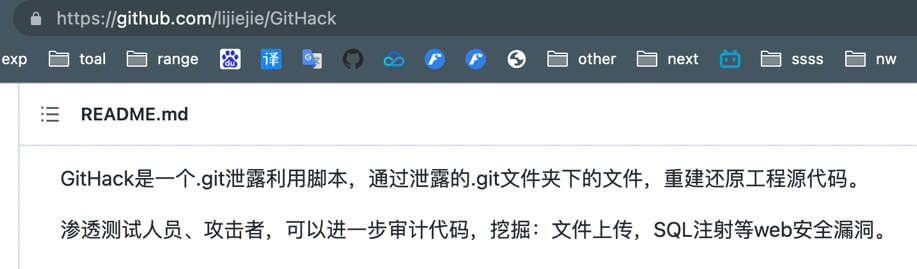 https://github.com/lijiejie/GitHack
exp toal range du 译 G other next ssss nw
README.md
GitHack是一个.git泄露利用脚本，通过泄露的.git文件夹下的文件，重建还原工程源代码。
渗透测试人员、攻击者，可以进一步审计代码，挖掘：文件上传，SQL注射等web安全漏洞。